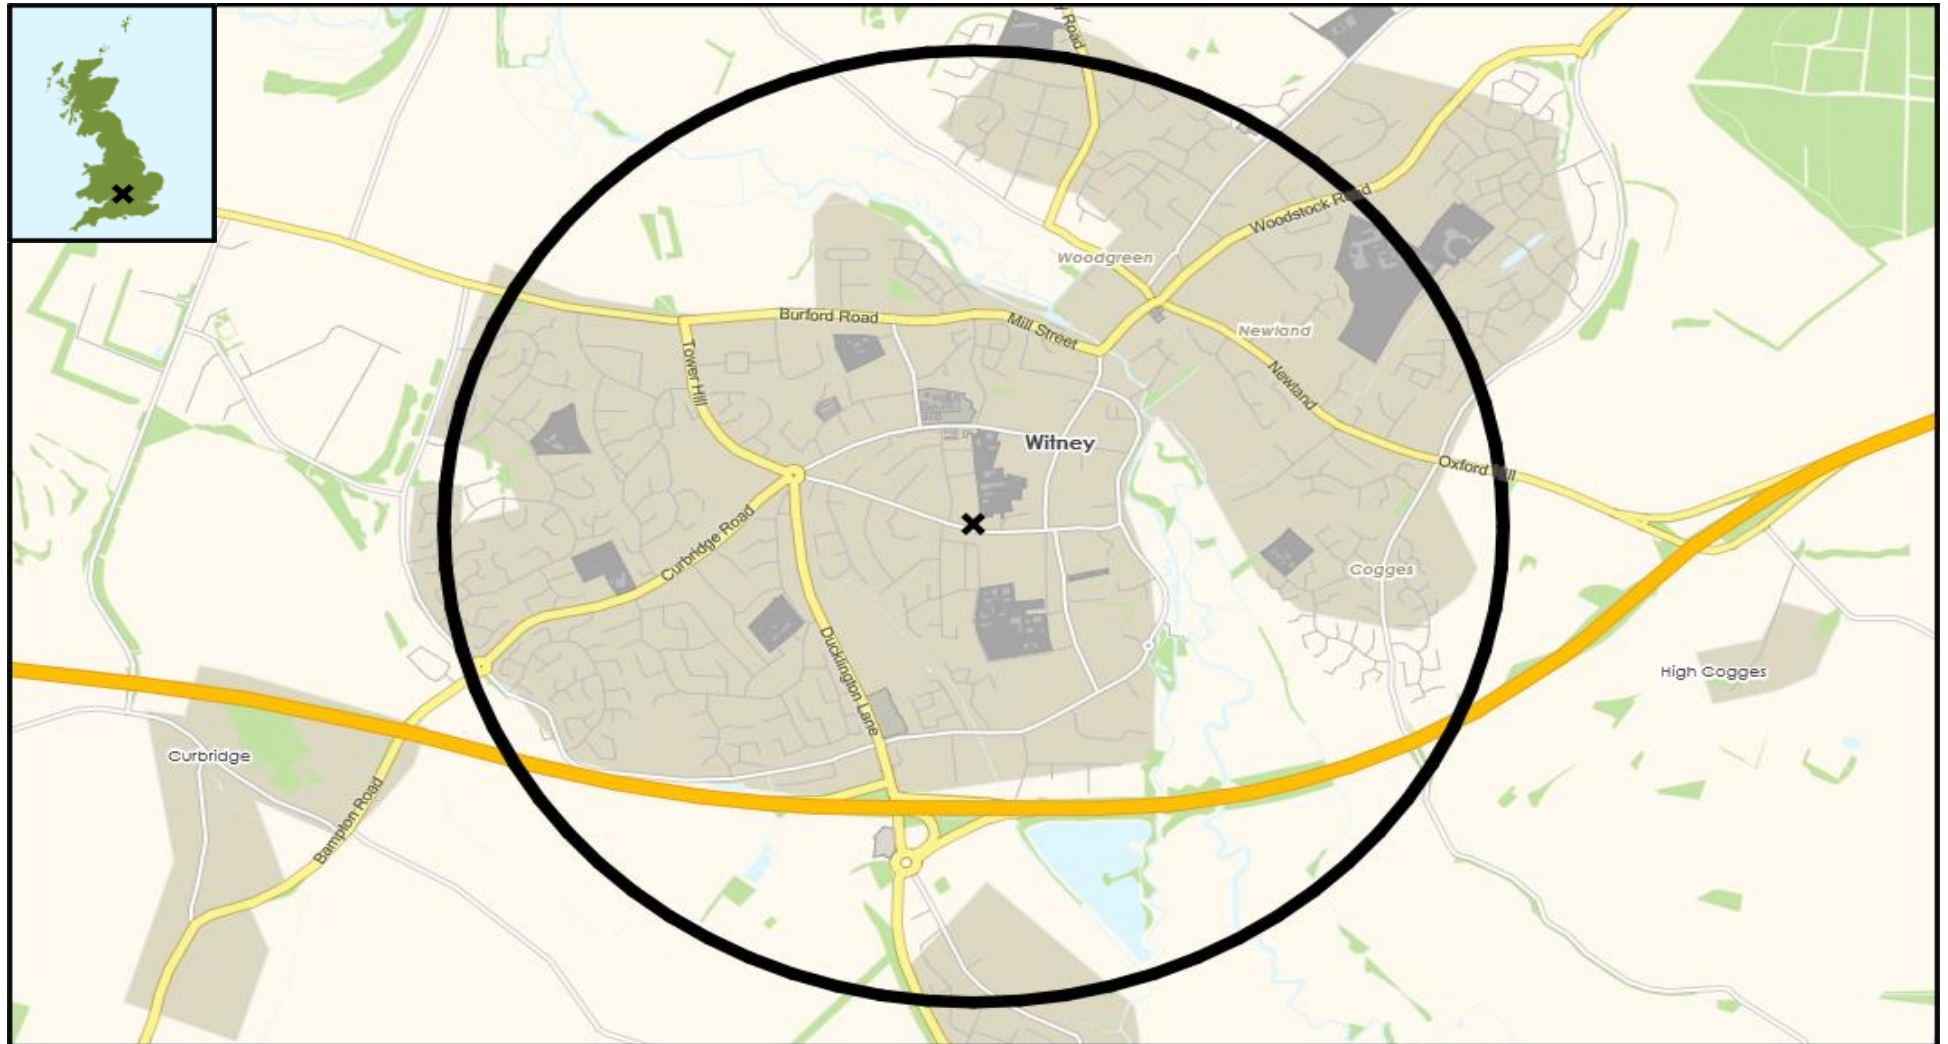 Road
Woodstock Road
Woodgreen
Burford Road
Mill Street
Newland
Tower Hill
Newland
Witney
Oxford Hill
Curbridge Road
Cogges
Ducklington Lane
High Cogges
Curbridge
Bampton Road